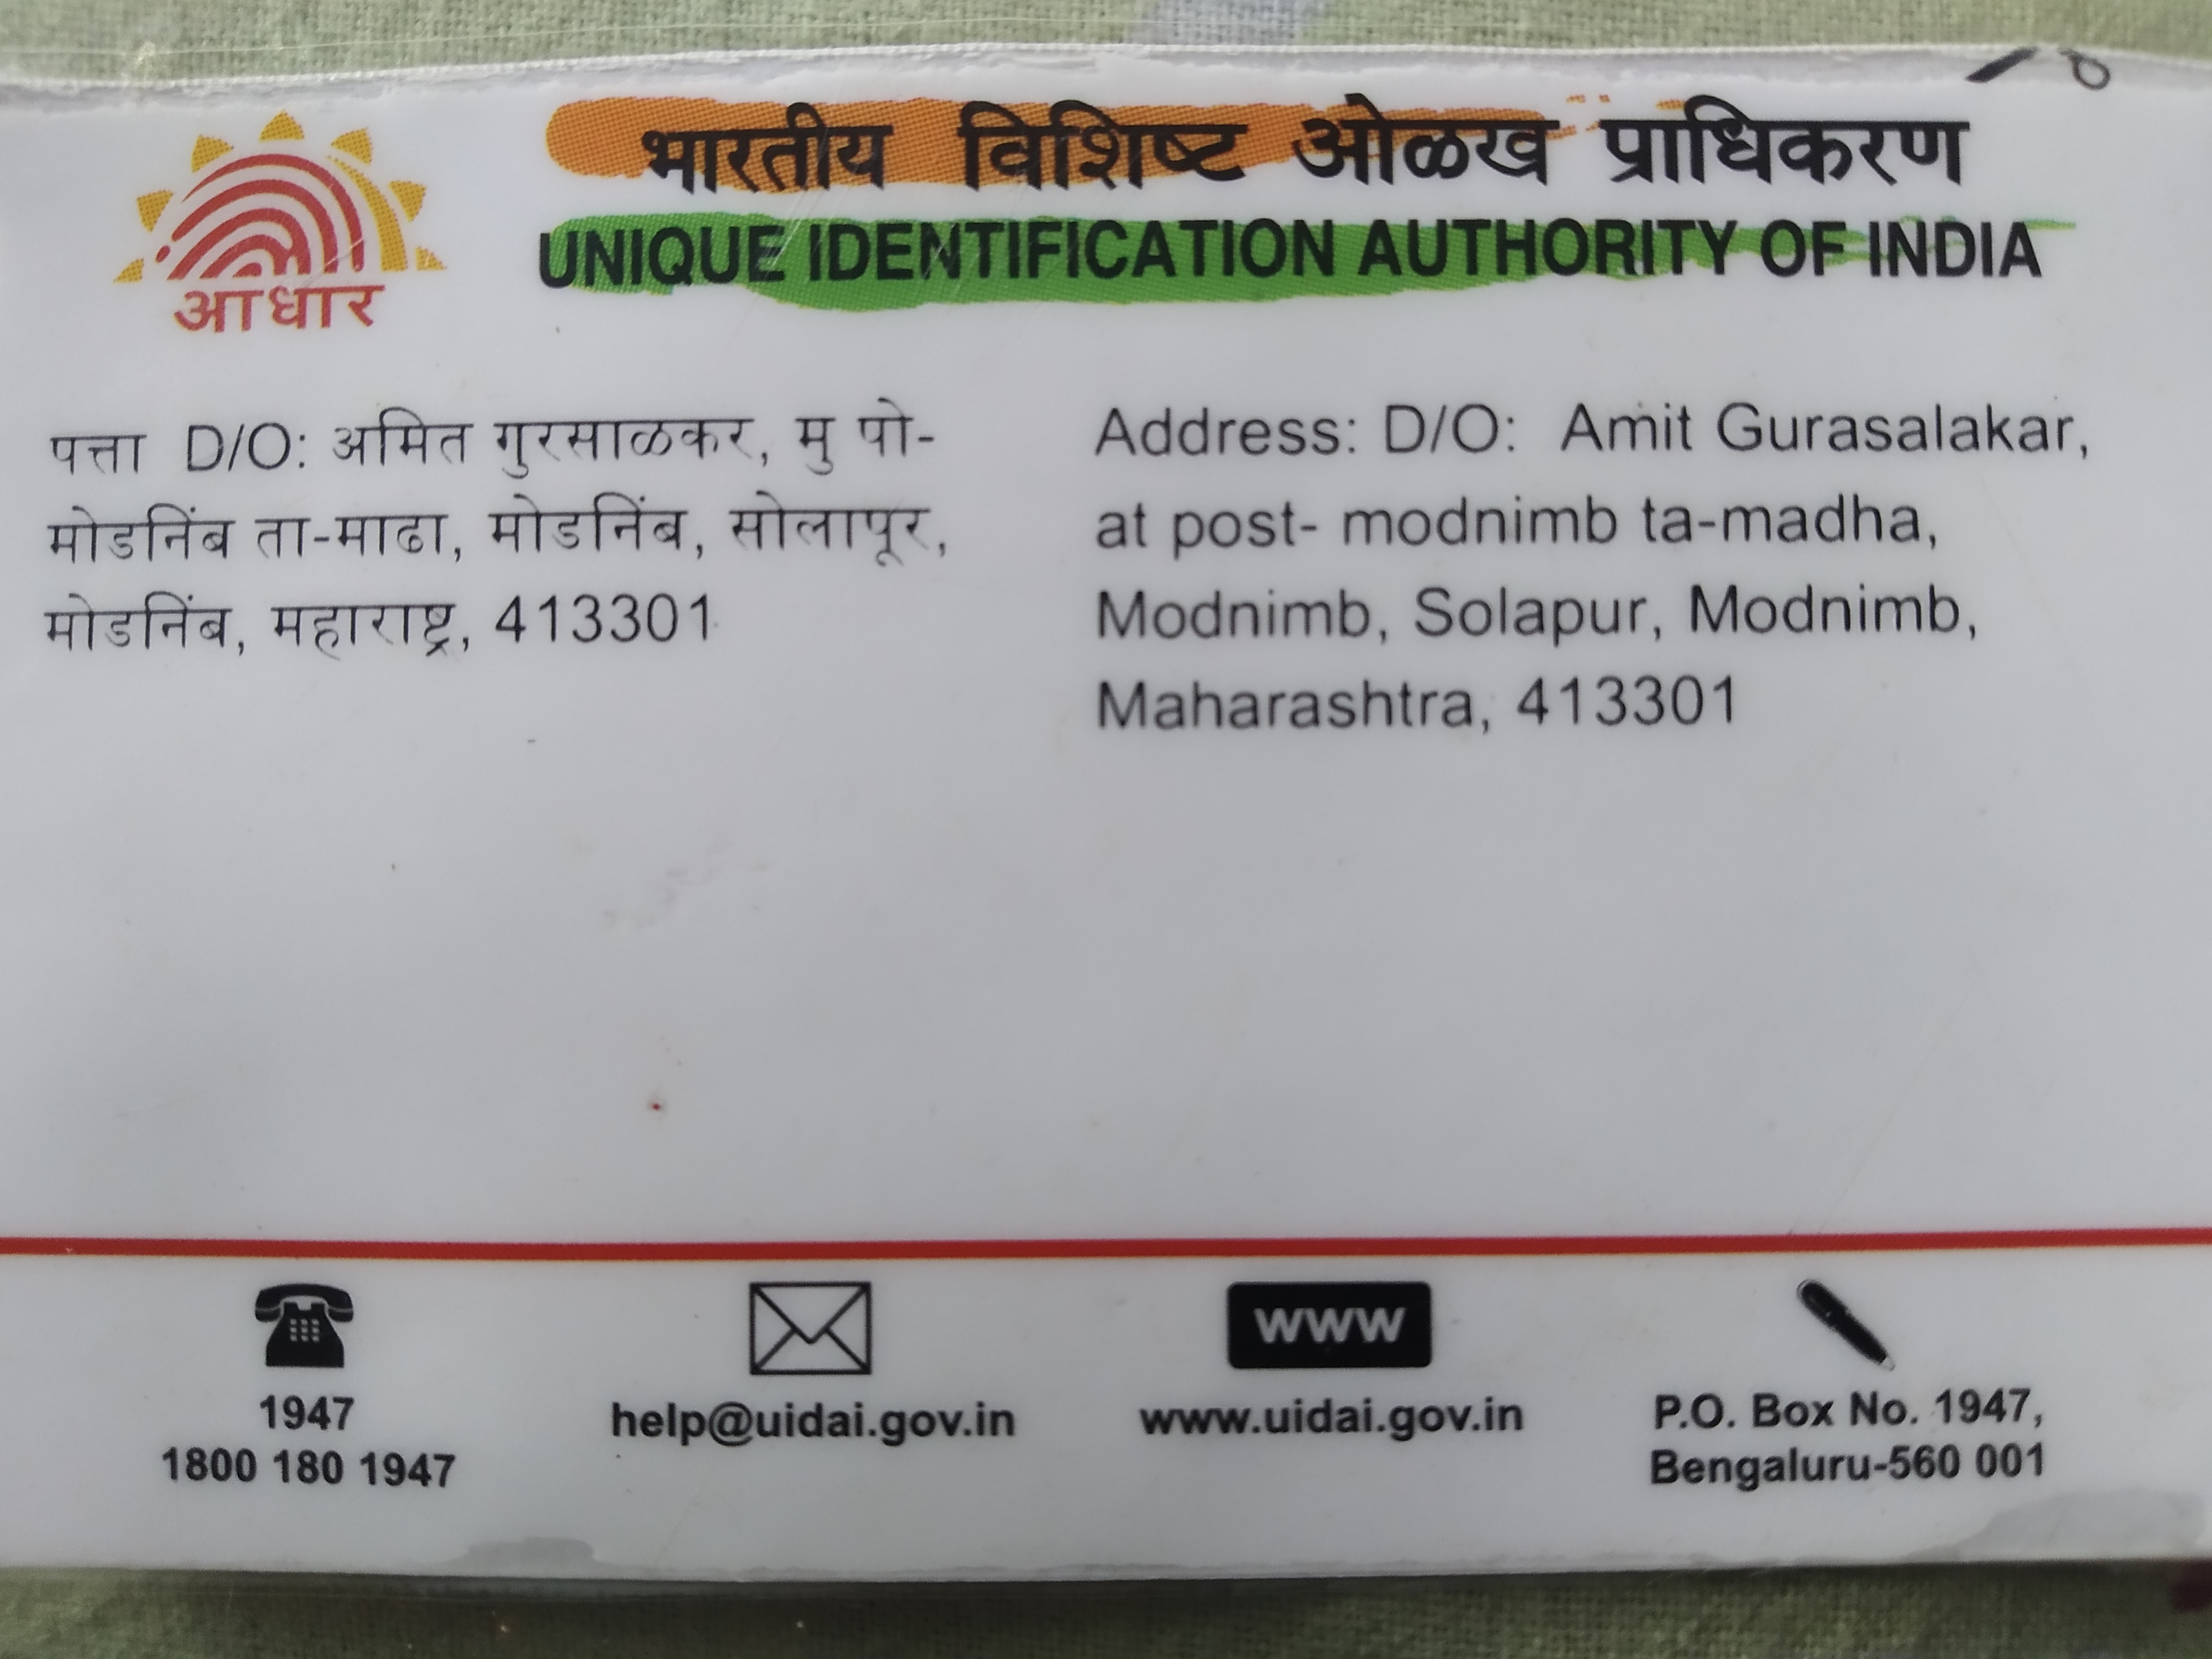 भारतीय विशिष्ट ओळख प्राधिकरण
UNIQUE IDENTIFICATION AUTHORITY OF INDIA
आधार
पत्ता D/O: अमित गुरसाळकर, मु पो-
मोडनिंब ता-माढा, मोडनिंब, सोलापूर,
मोडनिंब, महाराष्ट्र, 413301
Address: D/O: Amit Gurasalakar,
at post- modnimb ta-madha,
Modnimb, Solapur, Modnimb,
Maharashtra, 413301
1947
1800 180 1947
help@uidai.gov.in
www
www.uidai.gov.in
P.O. Box No. 1947,
Bengaluru-560 001